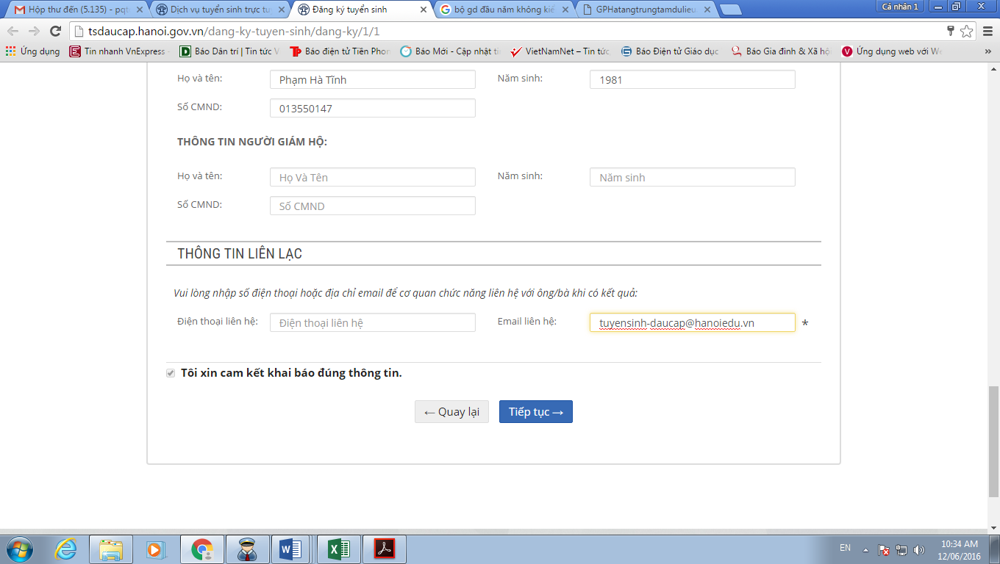 Hộp thư đến (5.135) - pqt
Dịch vụ tuyển sinh trực tu
Đăng ký tuyển sinh
bộ gd đầu năm không kiể
GPHatangtrungtamdulieu
Cá nhân 1
tsdaucap.hanoi.gov.vn/dang-ky-tuyen-sinh/dang-ky/1/1
Ứng dụng
Tin nhanh VnExpress -
Báo Dân trí | Tin tức V
Báo điện tử Tiền Phon
Báo Mới - Cập nhật ti
VietNamNet – Tin tức,
Báo Điện tử Giáo dục
Báo Gia đình & Xã hộ
Ứng dụng web với We
»
Họ và tên: Phạm Hà Tĩnh Năm sinh: 1981
Số CMND: 013550147
THÔNG TIN NGƯỜI GIÁM HỘ:
Họ và tên: Họ Và Tên Năm sinh: Năm sinh
Số CMND: Số CMND
THÔNG TIN LIÊN LẠC
Vui lòng nhập số điện thoại hoặc địa chỉ email để cơ quan chức năng liên hệ với ông/bà khi có kết quả:
Điện thoại liên hệ: Điện thoại liên hệ Email liên hệ: tuyensinh-daucap@hanoiedu.vn *
Tôi xin cam kết khai báo đúng thông tin.
← Quay lại Tiếp tục →
EN
10:34 AM
12/06/2016